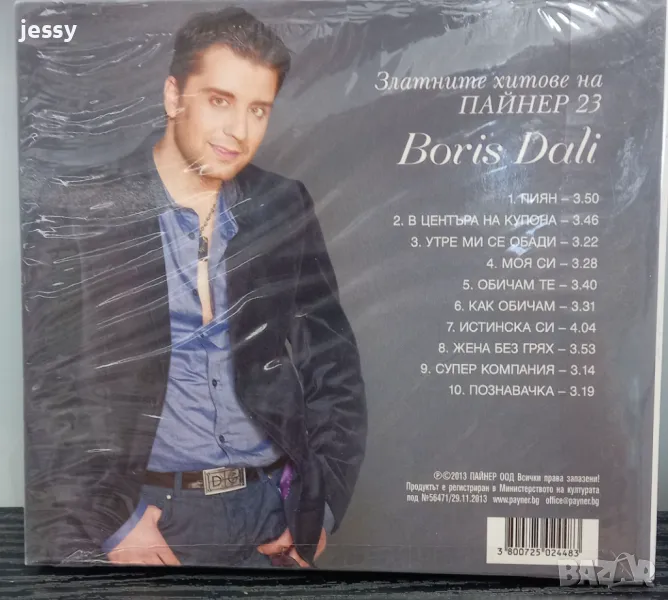 jessy
Златните хитове на
ПАЙНЕР 23
Boris Dali
1. ПИЯН – 3.50
2. В ЦЕНТЪРА НА КУПОНА – 3.46
3. УТРЕ МИ СЕ ОБАДИ – 3.22
4. МОЯ СИ – 3.28
5. ОБИЧАМ ТЕ – 3.40
6. КАК ОБИЧАМ – 3.31
7. ИСТИНСКА СИ – 4.04
8. ЖЕНА БЕЗ ГРЯХ – 3.53
9. СУПЕР КОМПАНИЯ – 3.14
10. ПОЗНАВАЧКА – 3.19
℗©2013 ПАЙНЕР ООД Всички права запазени!
Продуктът е регистриран в Министерството на културата
под №56471/29.11.2013 www.payner.bg office@payner.bg
D&G
3 800725 024483
BAZAR